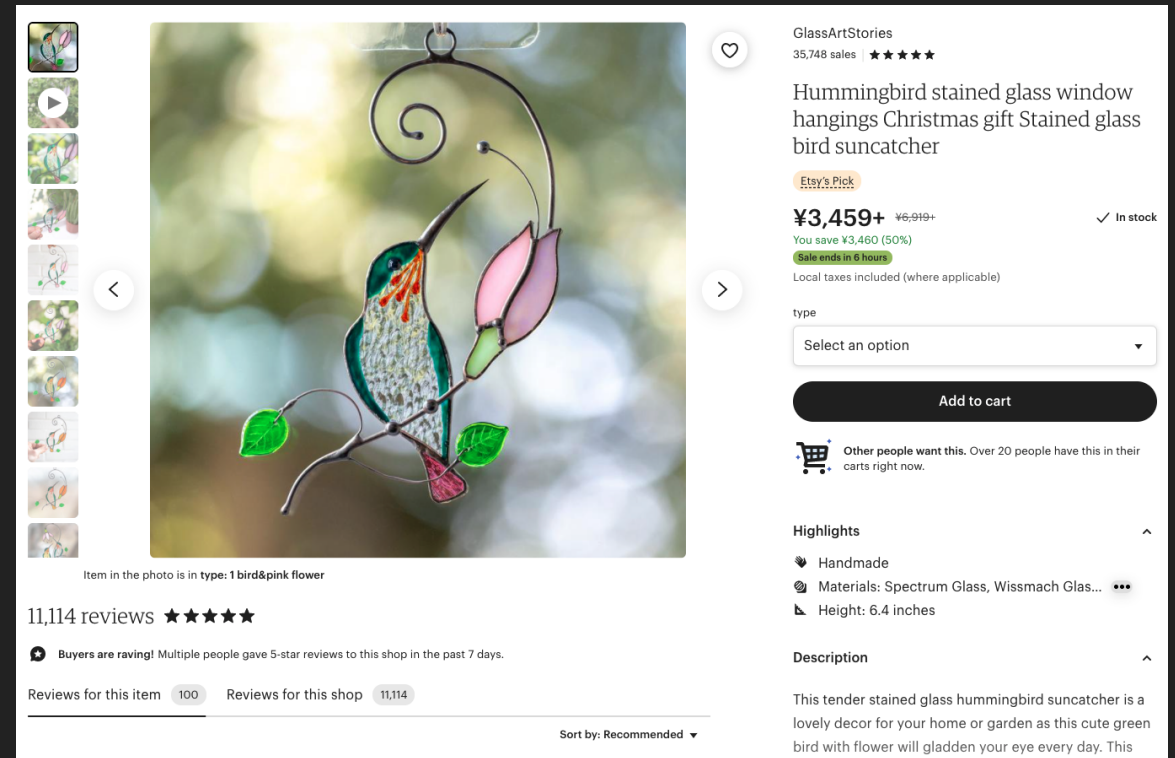 GlassArtStories
35,748 sales
Hummingbird stained glass window
hangings Christmas gift Stained glass
bird suncatcher
Etsy's Pick
¥3,459+ ¥6,919+
In stock
You save ¥3,460 (50%)
Sale ends in 6 hours
Local taxes included (where applicable)
type
Select an option
Add to cart
Other people want this. Over 20 people have this in their
carts right now.
Highlights
Handmade
Materials: Spectrum Glass, Wissmach Glas...
Height: 6.4 inches
Description
This tender stained glass hummingbird suncatcher is a
lovely decor for your home or garden as this cute green
bird with flower will gladden your eye every day. This
Item in the photo is in type: 1 bird&pink flower
11,114 reviews
Buyers are raving! Multiple people gave 5-star reviews to this shop in the past 7 days.
Reviews for this item 100 Reviews for this shop 11,114
Sort by: Recommended